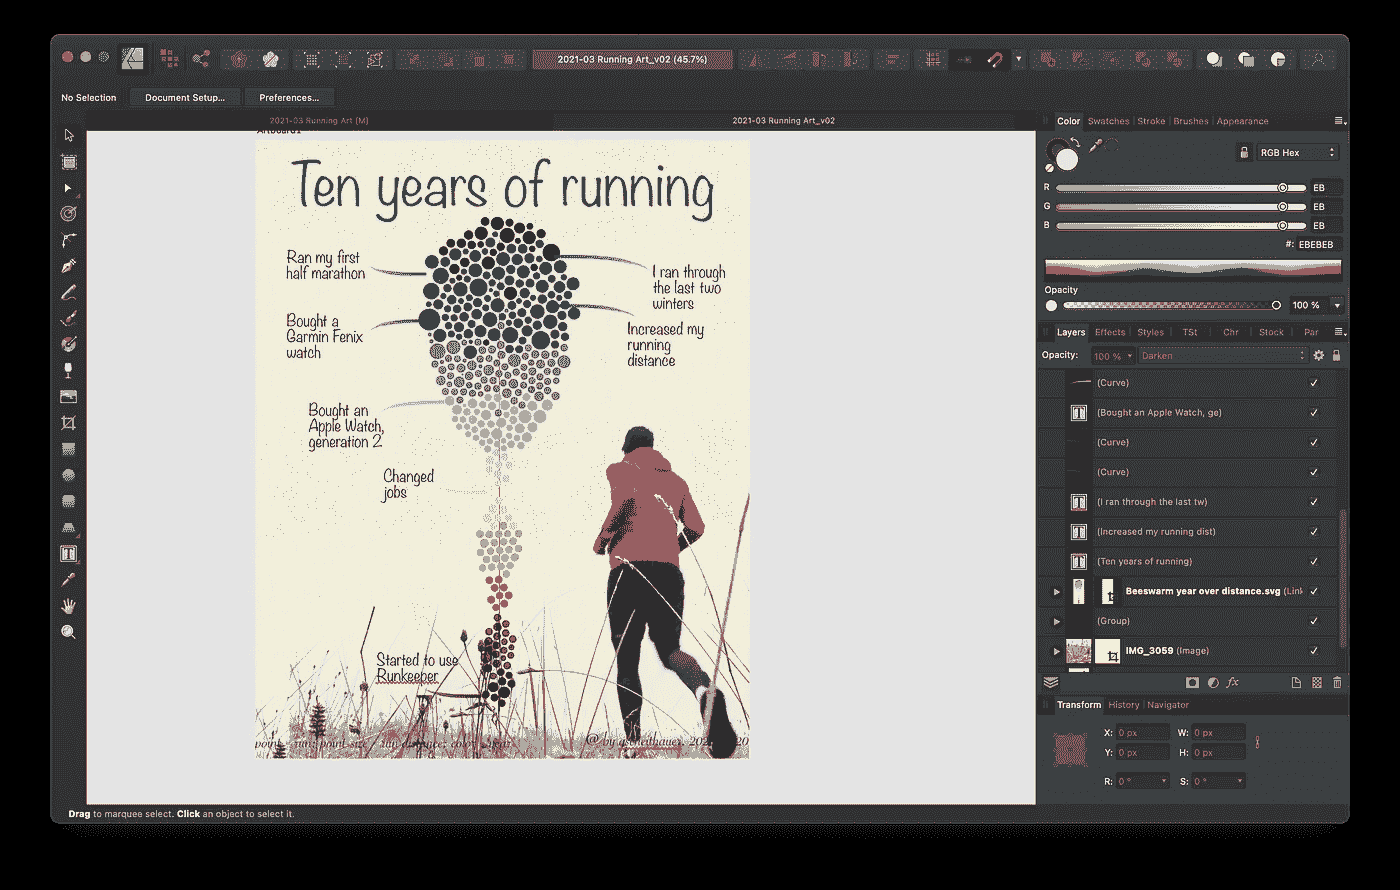 2021-03 Running Art_v02 (45.7%)
No Selection
Document Setup...
Preferences...
2021-03 Running Art (M)
2021-03 Running Art_v02
Artboard1
Ten years of running
Ran my first
half marathon
Bought a
Garmin Fenix
watch
Bought an
Apple Watch,
generation 2
Changed
jobs
Started to use
Runkeeper
I ran through
the last two
winters
Increased my
running
distance
point
run; point size
run distance; color
year
@ by
Color
Swatches
Stroke
Brushes
Appearance
RGB Hex
R
EB
G
EB
B
EB
#: EBEBEB
Opacity
100 %
Layers
Effects
Styles
TSt
Chr
Stock
Par
Opacity:
100 %
Darken
(Curve)
(Bought an Apple Watch, go)
(Curve)
(Curve)
(I ran through the last tw)
(Increased my running dist)
(Ten years of running)
Beeswarm year over distance.svg (Link
(Group)
IMG_3059 (Image)
fx
Transform
History
Navigator
X: 0 px
W: 0 px
Y: 0 px
H: 0 px
R: 0 °
S: 0 °
Drag to marquee select. Click an object to select it.